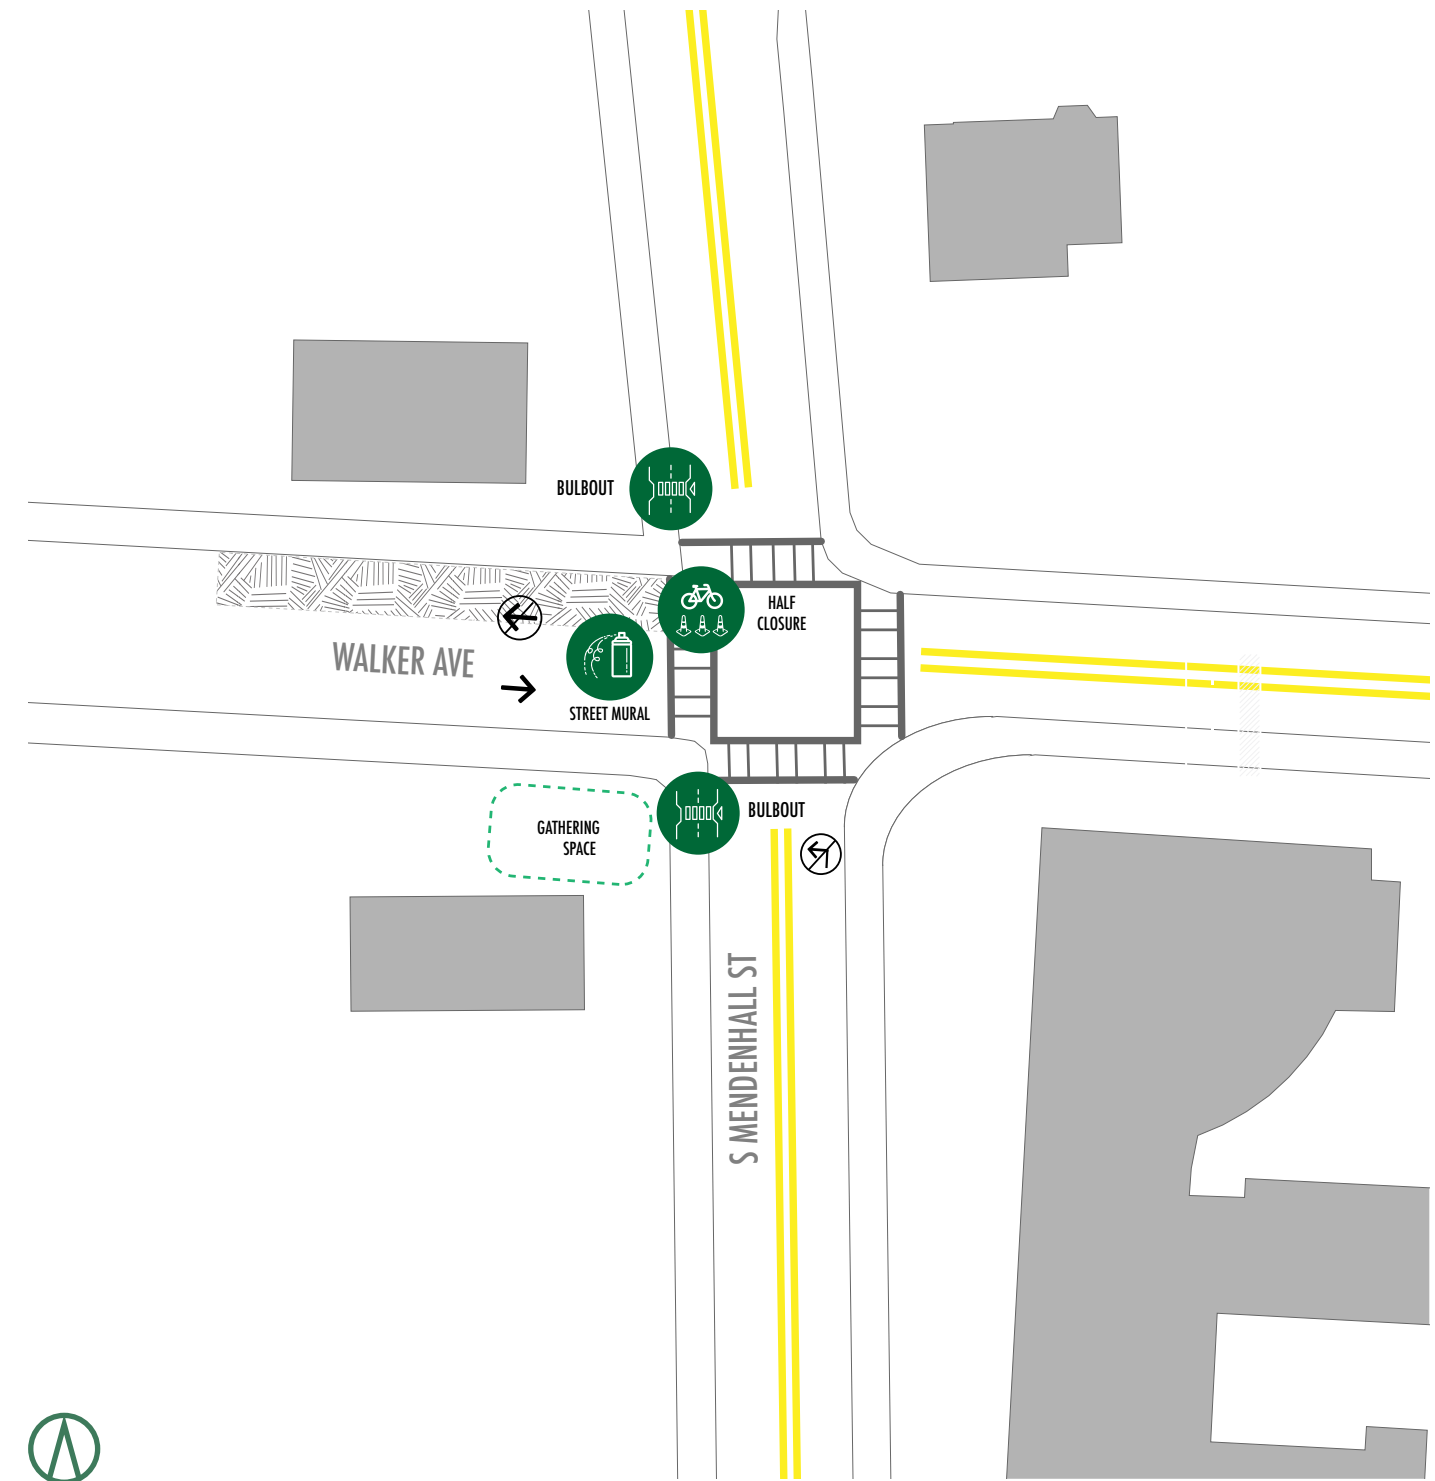 BULBOUT
HALF
CLOSURE
WALKER AVE
STREET MURAL
BULBOUT
GATHERING
SPACE
S MENDENHALL ST